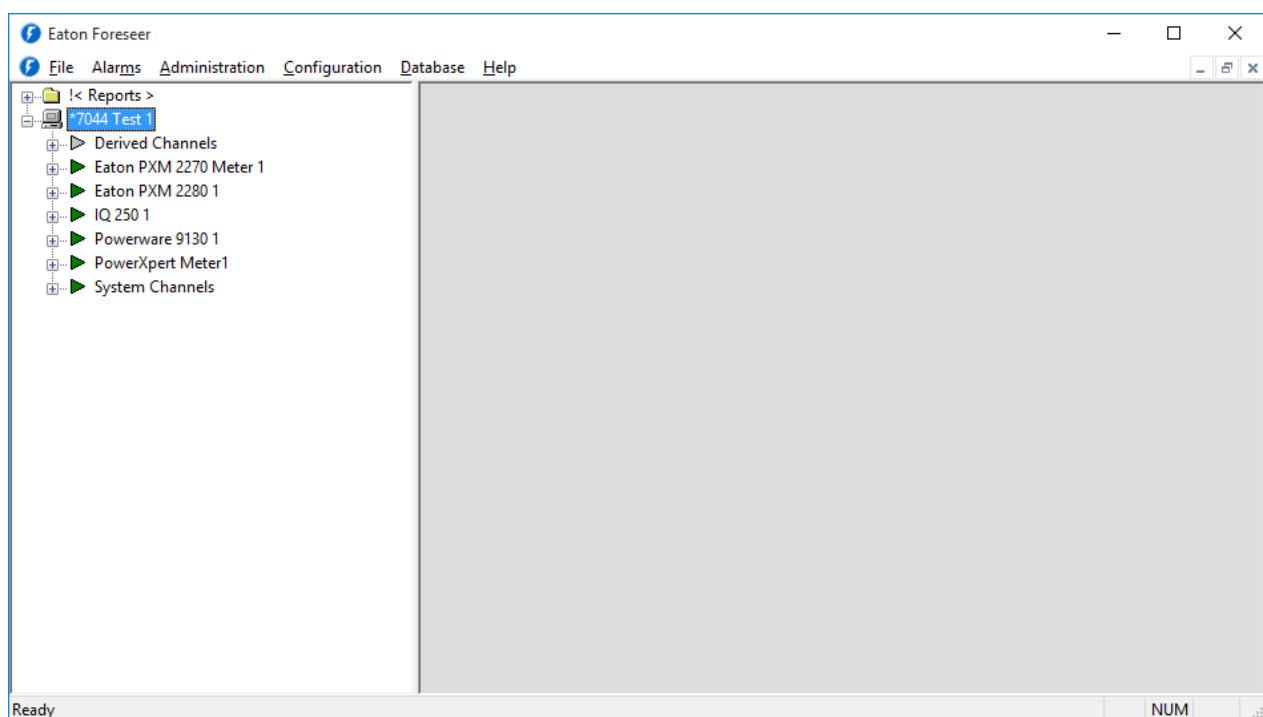 Eaton Foreseer
File Alarms Administration Configuration Database Help
!< Reports >
*7044 Test 1
Derived Channels
Eaton PXM 2270 Meter 1
Eaton PXM 2280 1
IQ 250 1
Powerware 9130 1
PowerXpert Meter1
System Channels
Ready NUM